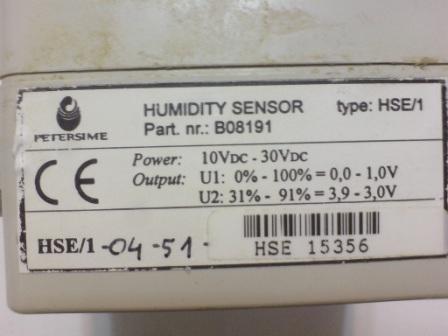 HUMIDITY SENSOR type: HSE/1
PETERSIME Part. nr.: B08191
Power: 10VDC - 30VDC
Output: U1: 0% - 100% = 0,0 - 1,0V
U2: 31% - 91% = 3,9 - 3,0V
CE
HSE/1 -04-51-
HSE 15356